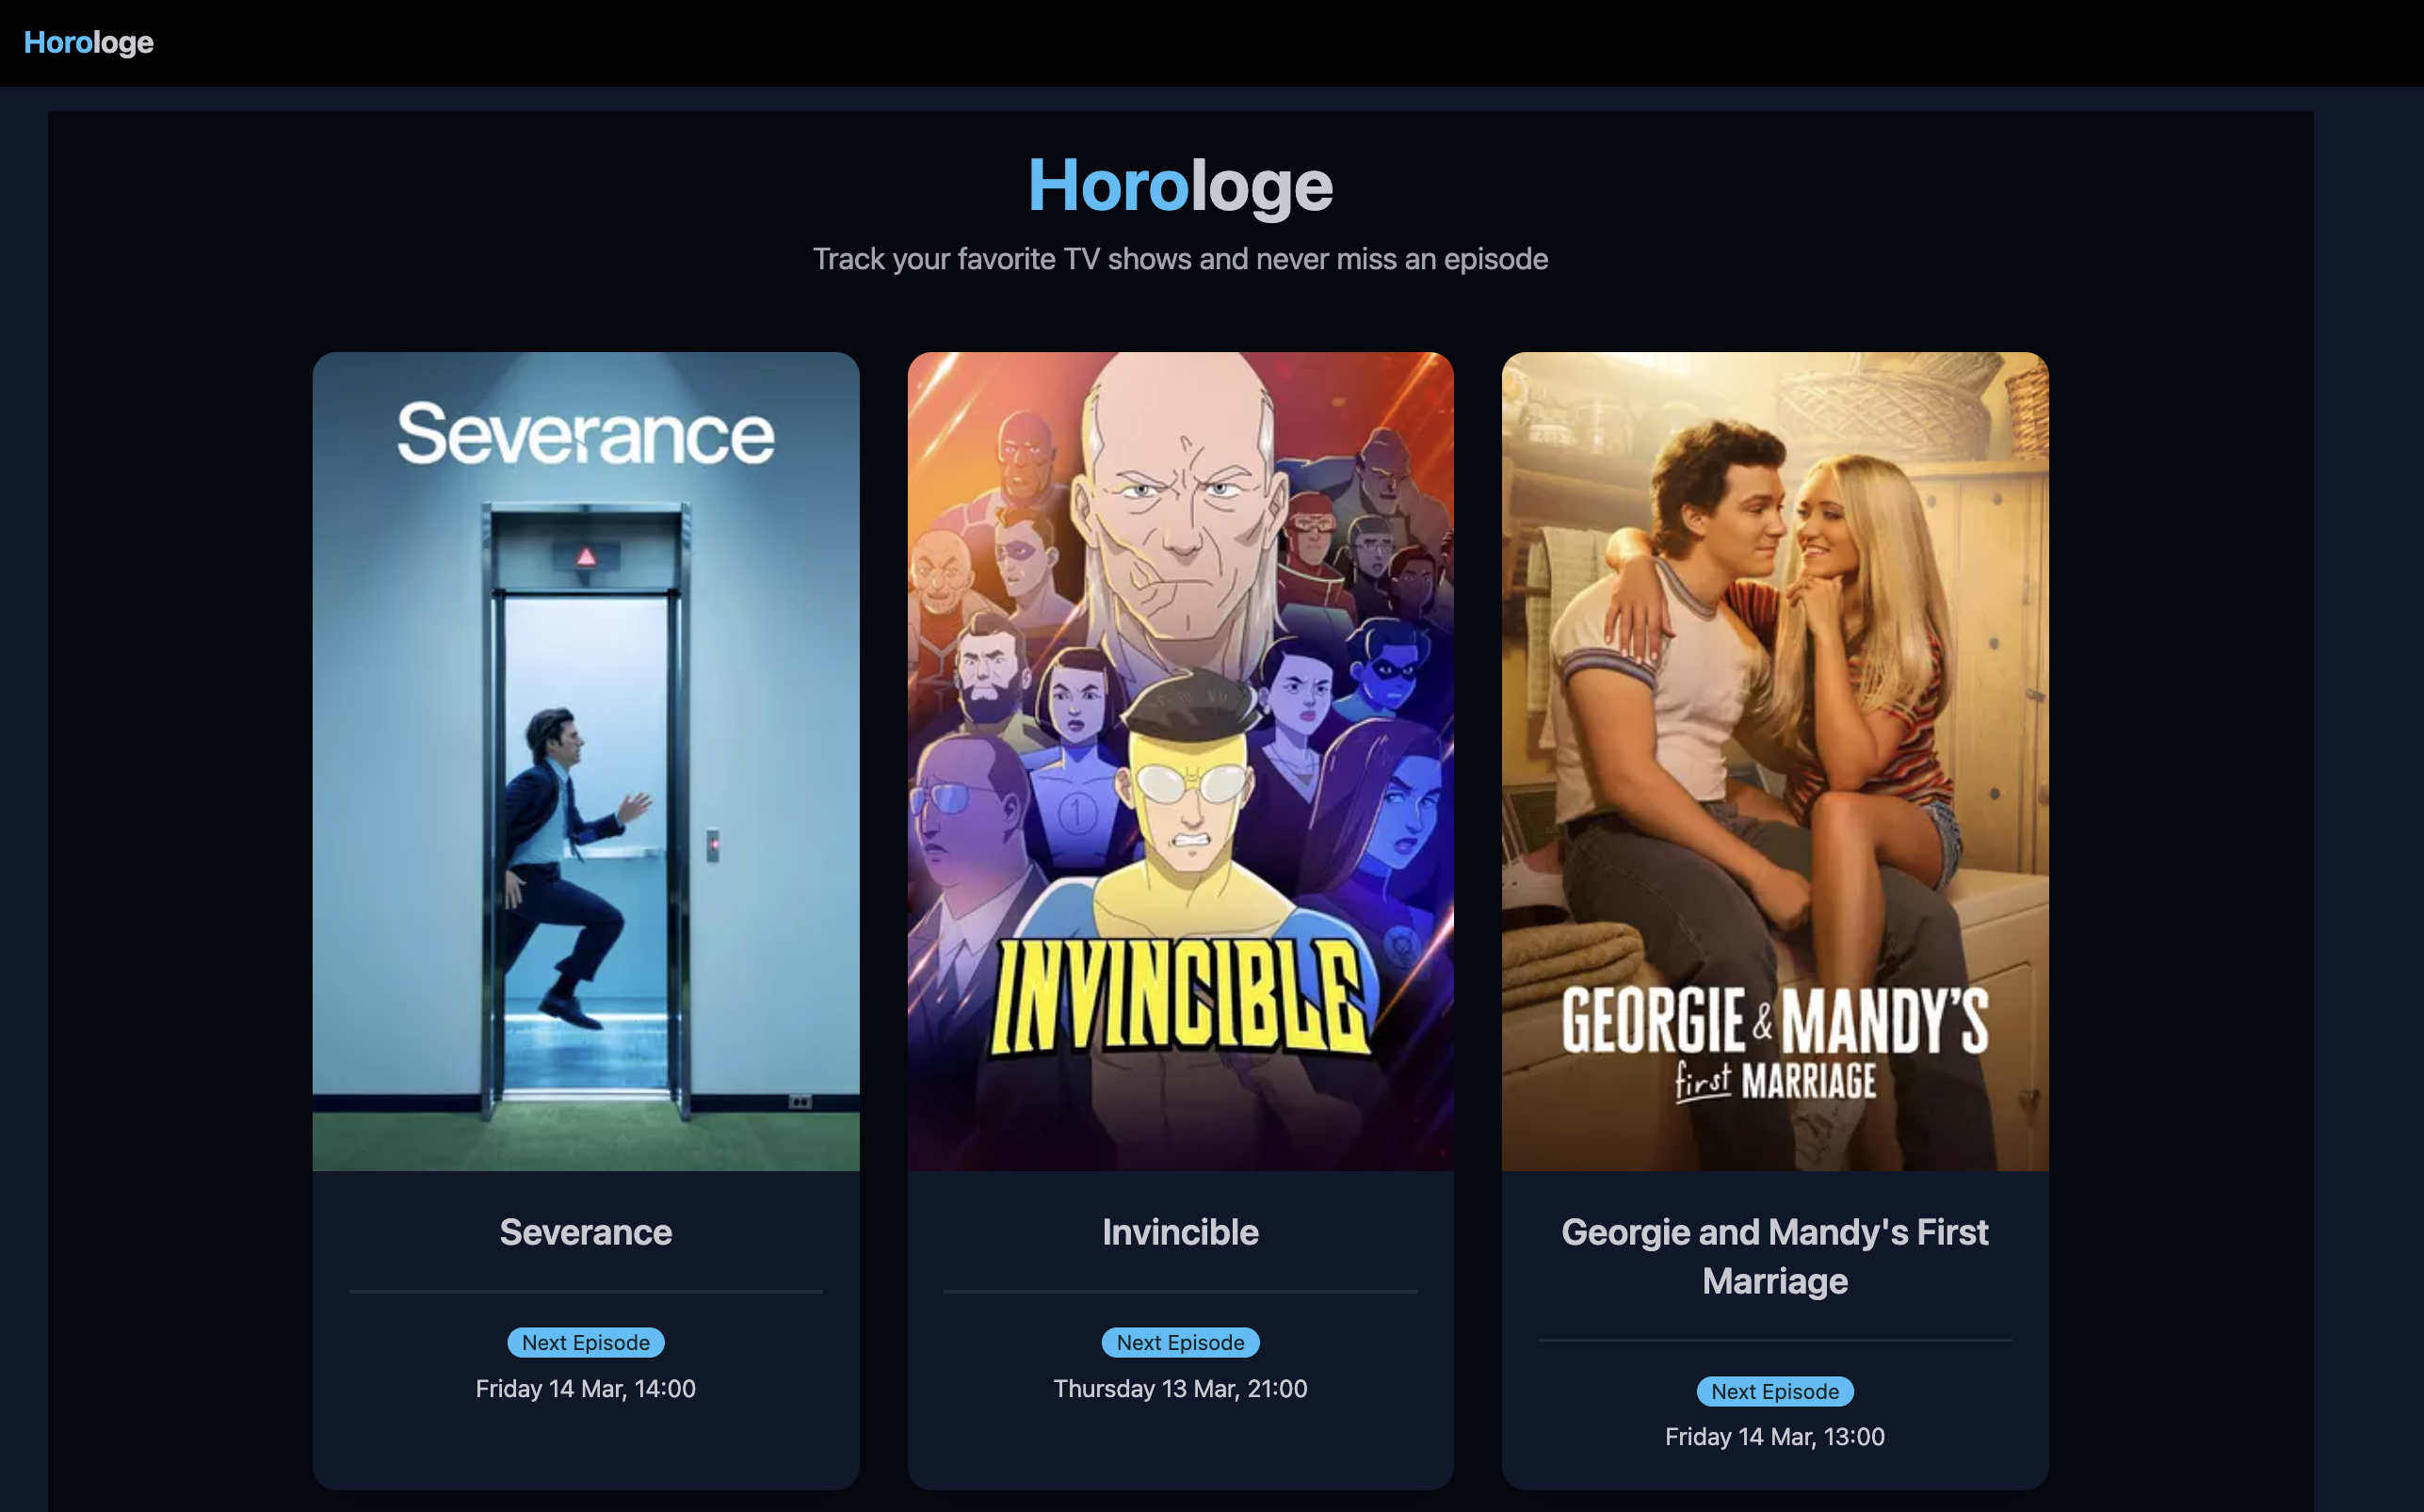 Horologe
Horologe
Track your favorite TV shows and never miss an episode
Severance
1
INVINCIBLE
GEORGIE & MANDY'S
first MARRIAGE
Severance
Invincible
Georgie and Mandy's First
Marriage
Next Episode
Next Episode
Next Episode
Friday 14 Mar, 14:00
Thursday 13 Mar, 21:00
Friday 14 Mar, 13:00